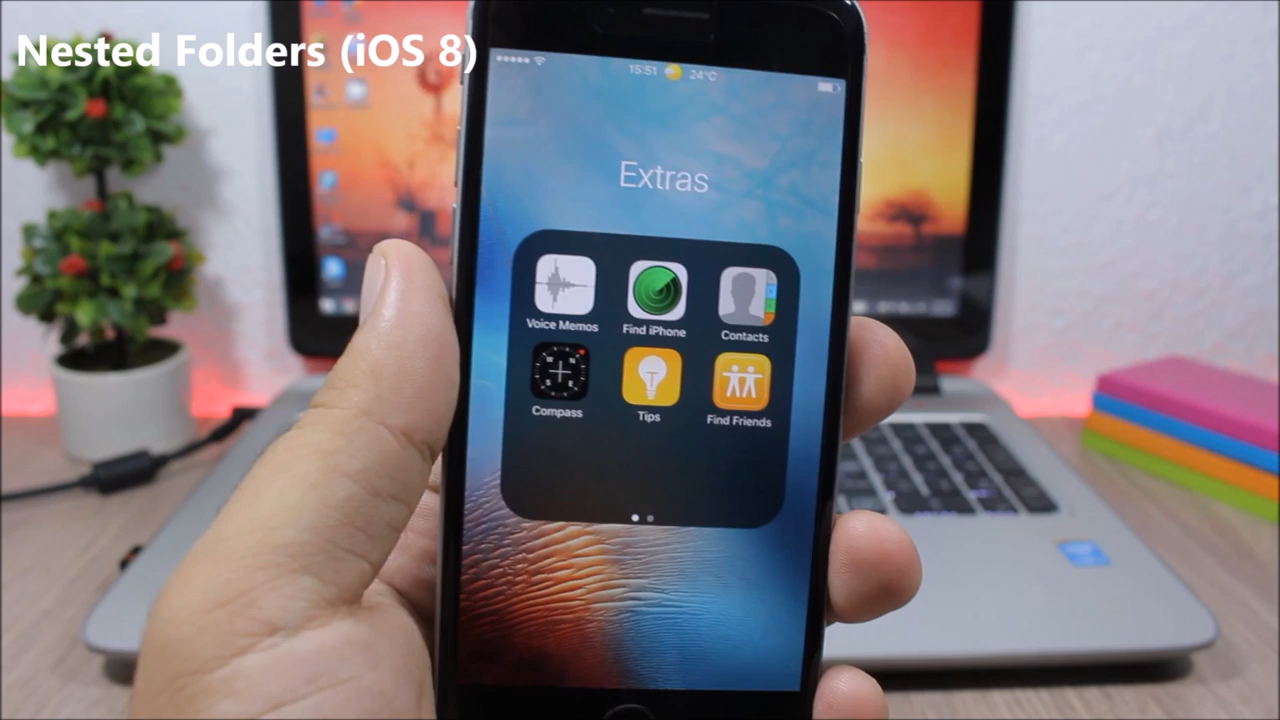 Nested Folders (iOS 8)
15:51 24°C
Extras
Voice Memos Find iPhone Contacts
W N S E
Compass Tips Find Friends